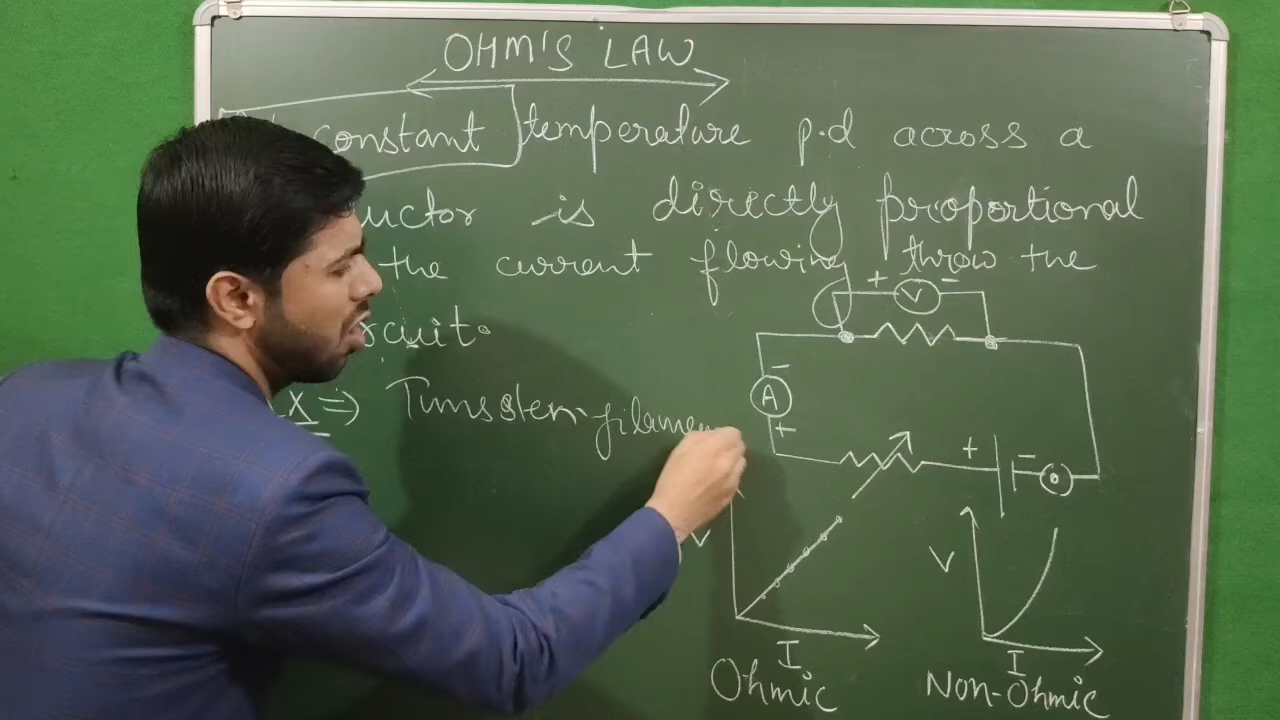 OHM'S LAW
constant temperature p.d across a
uctor is directly proportional
the current flowing throw the
rcuit.
x ⇒ Tungsten filamen
+ V -
-
A
+
+ -
V
I
Ohmic
V
I
Non-Ohmic